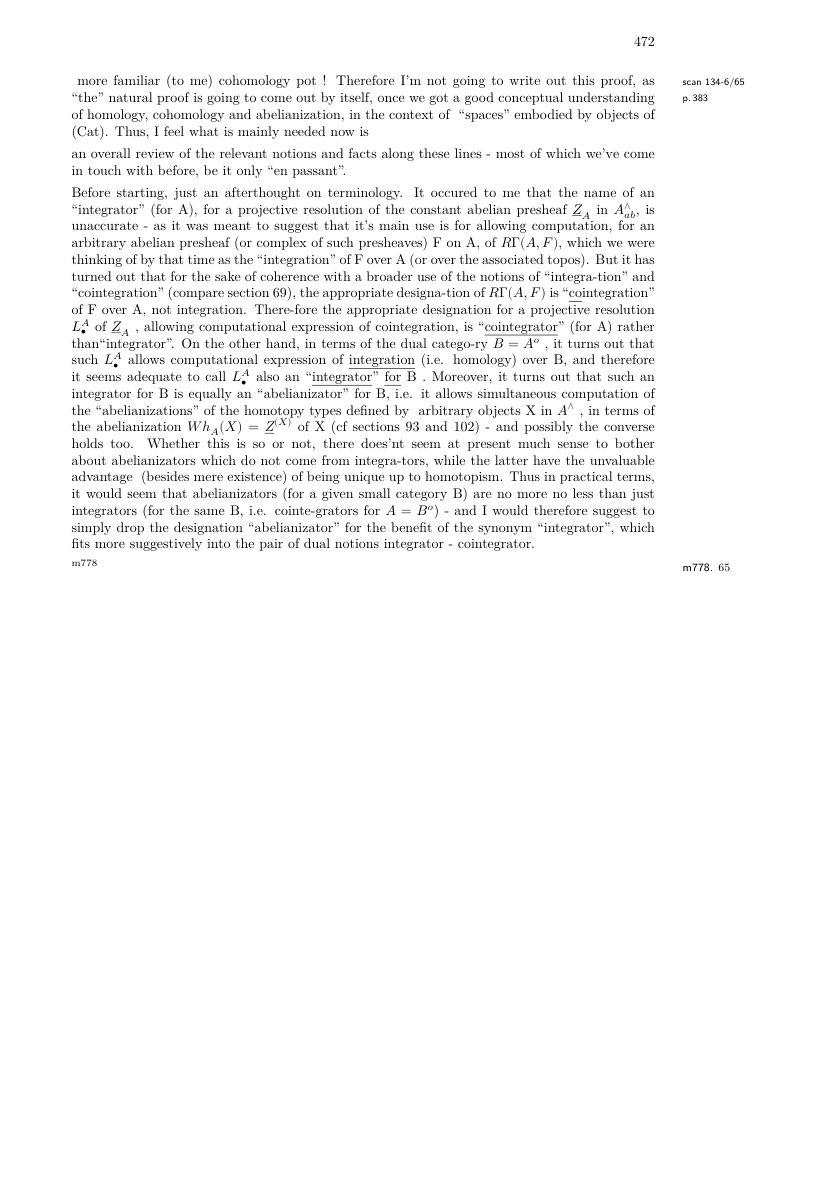 472
more familiar (to me) cohomology pot ! Therefore I'm not going to write out this proof, as
scan 134-6/65
“the” natural proof is going to come out by itself, once we got a good conceptual understanding
p. 383
of homology, cohomology and abelianization, in the context of “spaces” embodied by objects of
(Cat). Thus, I feel what is mainly needed now is
an overall review of the relevant notions and facts along these lines - most of which we've come
in touch with before, be it only “en passant”.
Before starting, just an afterthought on terminology. It occured to me that the name of an
“integrator” (for A), for a projective resolution of the constant abelian presheaf Z_A in A^∧_ab, is
unaccurate - as it was meant to suggest that it's main use is for allowing computation, for an
arbitrary abelian presheaf (or complex of such presheaves) F on A, of RΓ(A, F), which we were
thinking of by that time as the “integration” of F over A (or over the associated topos). But it has
turned out that for the sake of coherence with a broader use of the notions of “integra-tion” and
“cointegration” (compare section 69), the appropriate designa-tion of RΓ(A, F) is “cointegration”
of F over A, not integration. There-fore the appropriate designation for a projective resolution
L^A_• of Z_A , allowing computational expression of cointegration, is “cointegrator” (for A) rather
than“integrator”. On the other hand, in terms of the dual catego-ry B = A^o , it turns out that
such L^A_• allows computational expression of integration (i.e. homology) over B, and therefore
it seems adequate to call L^A_• also an “integrator” for B . Moreover, it turns out that such an
integrator for B is equally an “abelianizator” for B, i.e. it allows simultaneous computation of
the “abelianizations” of the homotopy types defined by arbitrary objects X in A^∧ , in terms of
the abelianization Wh_A(X) = Z^(X) of X (cf sections 93 and 102) - and possibly the converse
holds too. Whether this is so or not, there does'nt seem at present much sense to bother
about abelianizators which do not come from integra-tors, while the latter have the unvaluable
advantage (besides mere existence) of being unique up to homotopism. Thus in practical terms,
it would seem that abelianizators (for a given small category B) are no more no less than just
integrators (for the same B, i.e. cointe-grators for A = B^o) - and I would therefore suggest to
simply drop the designation “abelianizator” for the benefit of the synonym “integrator”, which
fits more suggestively into the pair of dual notions integrator - cointegrator.
m778
m778. 65